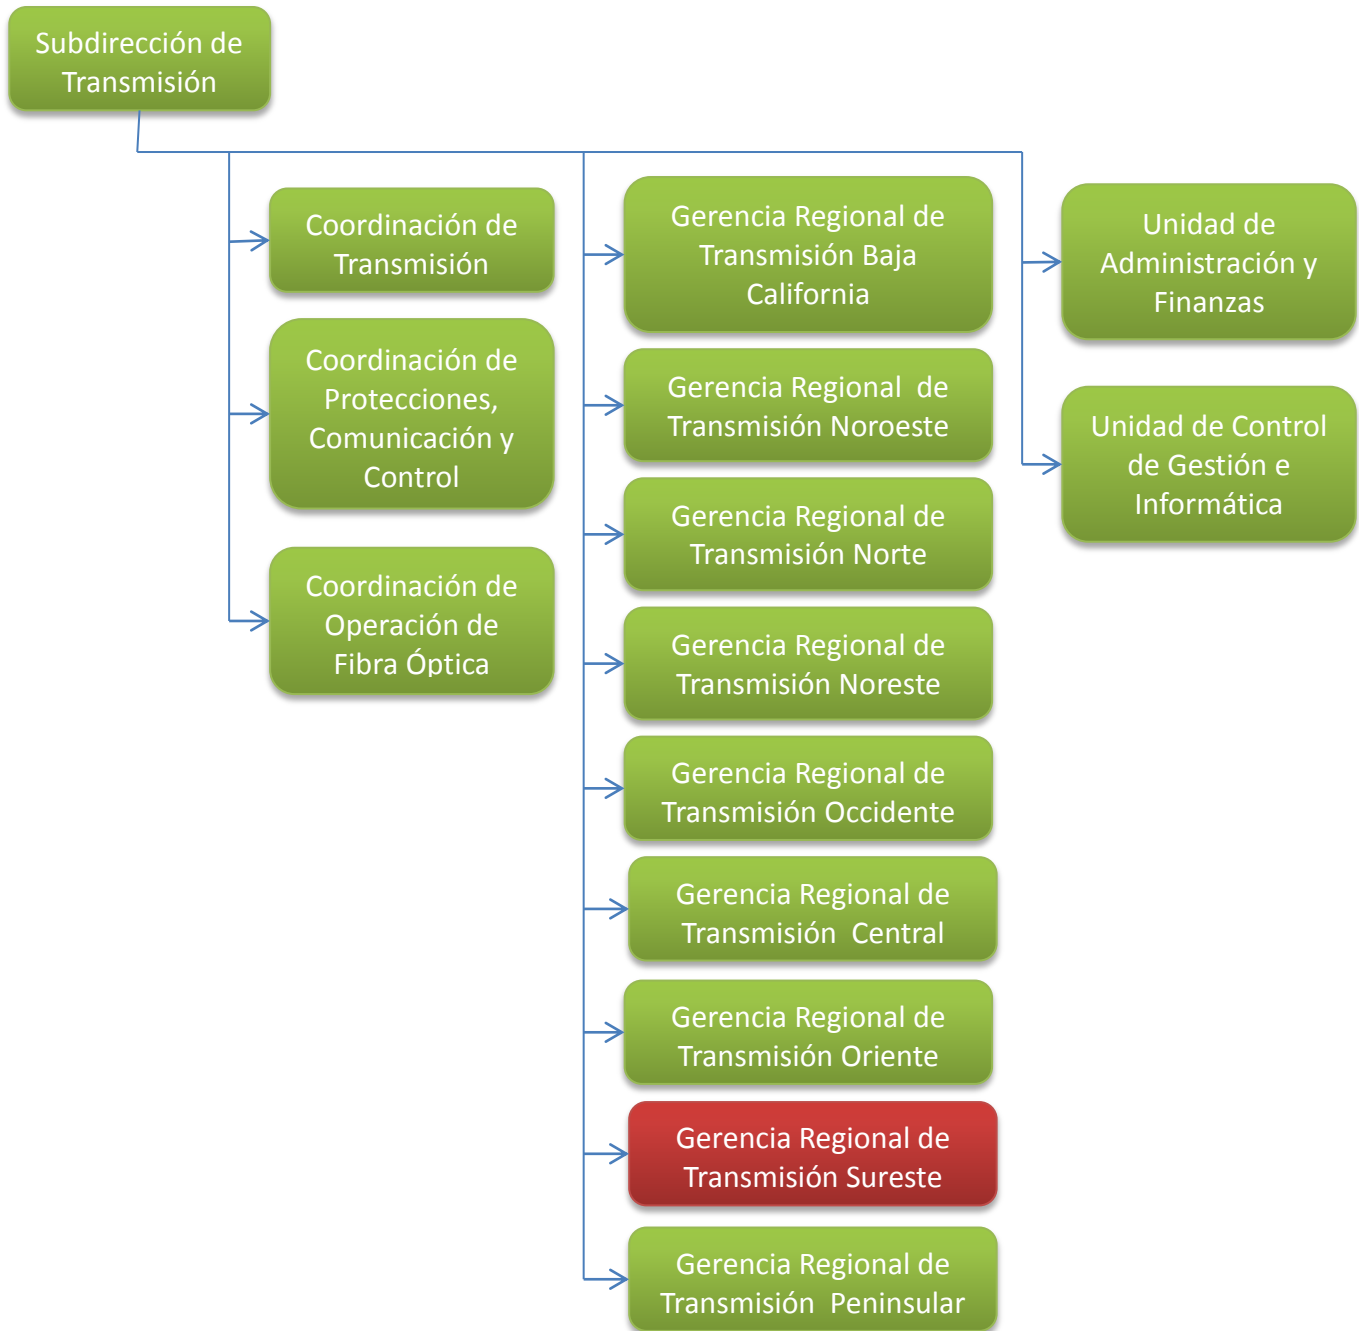 Subdirección de
Transmisión
Coordinación de
Transmisión
Coordinación de
Protecciones,
Comunicación y
Control
Coordinación de
Operación de
Fibra Óptica
Gerencia Regional de
Transmisión Baja
California
Gerencia Regional  de
Transmisión Noroeste
Gerencia Regional de
Transmisión Norte
Gerencia Regional de
Transmisión Noreste
Gerencia Regional de
Transmisión Occidente
Gerencia Regional de
Transmisión  Central
Gerencia Regional de
Transmisión Oriente
Gerencia Regional de
Transmisión Sureste
Gerencia Regional de
Transmisión  Peninsular
Unidad de
Administración y
Finanzas
Unidad de Control
de Gestión e
Informática